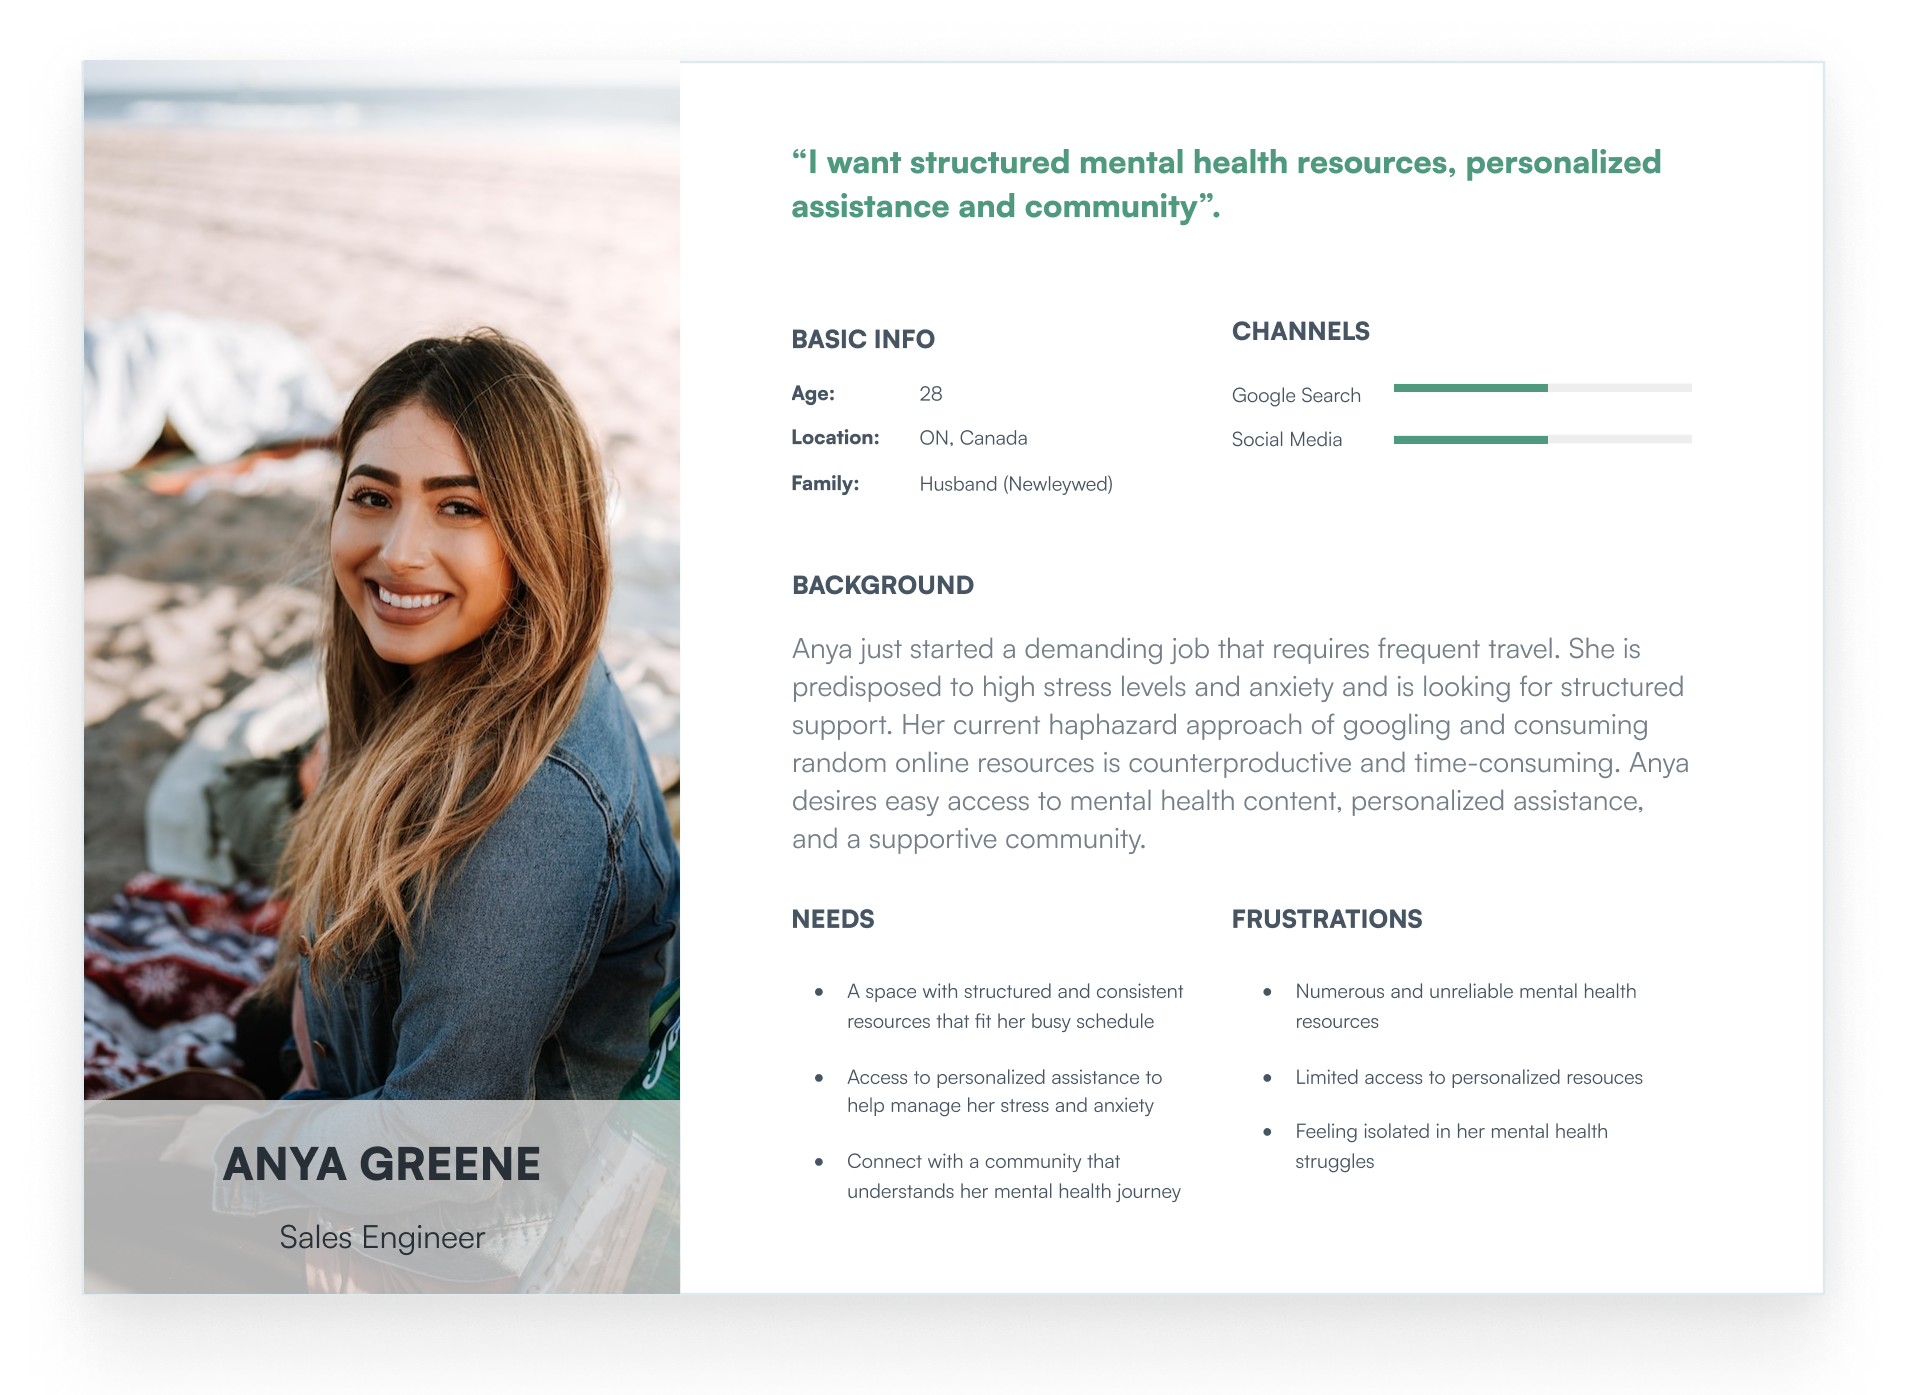 “I want structured mental health resources, personalized
assistance and community”.
BASIC INFO
Age: 28
Location: ON, Canada
Family: Husband (Newleywed)
CHANNELS
Google Search
Social Media
BACKGROUND
Anya just started a demanding job that requires frequent travel. She is
predisposed to high stress levels and anxiety and is looking for structured
support. Her current haphazard approach of googling and consuming
random online resources is counterproductive and time-consuming. Anya
desires easy access to mental health content, personalized assistance,
and a supportive community.
NEEDS
• A space with structured and consistent
resources that fit her busy schedule
• Access to personalized assistance to
help manage her stress and anxiety
• Connect with a community that
understands her mental health journey
FRUSTRATIONS
• Numerous and unreliable mental health
resources
• Limited access to personalized resouces
• Feeling isolated in her mental health
struggles
ANYA GREENE
Sales Engineer